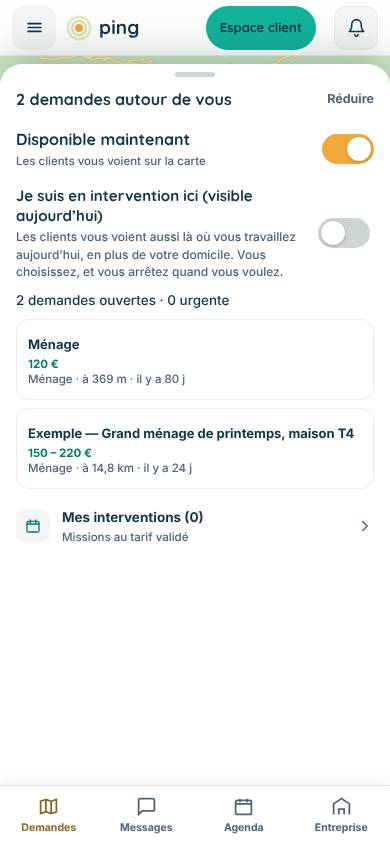 ping
Espace client
2 demandes autour de vous
Réduire
Disponible maintenant
Les clients vous voient sur la carte
Je suis en intervention ici (visible
aujourd’hui)
Les clients vous voient aussi là où vous travaillez
aujourd’hui, en plus de votre domicile. Vous
choisissez, et vous arrêtez quand vous voulez.
2 demandes ouvertes · 0 urgente
Ménage
120 €
Ménage · à 369 m · il y a 80 j
Exemple — Grand ménage de printemps, maison T4
150 – 220 €
Ménage · à 14,8 km · il y a 24 j
Mes interventions (0)
Missions au tarif validé
Demandes
Messages
Agenda
Entreprise